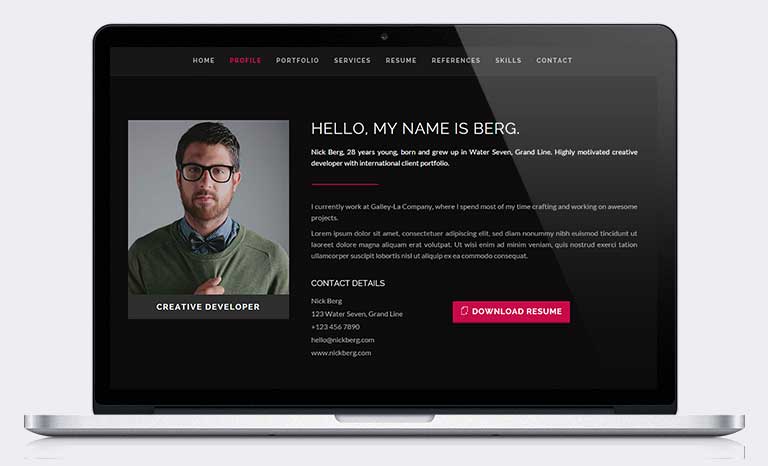 HOME PROFILE PORTFOLIO SERVICES RESUME REFERENCES SKILLS CONTACT
HELLO, MY NAME IS BERG.
Nick Berg, 28 years young, born and grew up in Water Seven, Grand Line. Highly motivated creative
developer with international client portfolio.
I currently work at Galley-La Company, where I spend most of my time crafting and working on awesome
projects.
Lorem ipsum dolor sit amet, consectetuer adipiscing elit, sed diam nonummy nibh euismod tincidunt ut
laoreet dolore magna aliquam erat volutpat. Ut wisi enim ad minim veniam, quis nostrud exerci tation
ullamcorper suscipit lobortis nisl ut aliquip ex ea commodo consequat.
CREATIVE DEVELOPER
CONTACT DETAILS
Nick Berg
123 Water Seven, Grand Line
+123 456 7890
hello@nickberg.com
www.nickberg.com
DOWNLOAD RESUME